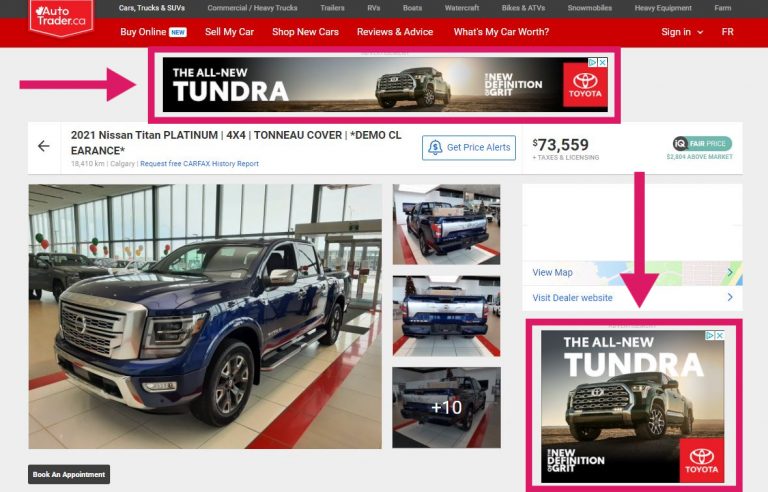 Auto
Trader.ca
Cars, Trucks & SUVs
Commercial / Heavy Trucks
Trailers
RVs
Boats
Watercraft
Bikes & ATVs
Snowmobiles
Heavy Equipment
Farm
Buy Online NEW
Sell My Car
Shop New Cars
Reviews & Advice
What's My Car Worth?
Sign in
FR
ADVERTISEMENT
THE ALL-NEW
TUNDRA
THE NEW
DEFINITION
OF GRIT
TOYOTA
2021 Nissan Titan PLATINUM | 4X4 | TONNEAU COVER | *DEMO CL
EARANCE*
18,410 km | Calgary | Request free CARFAX History Report
Get Price Alerts
$73,559
+ TAXES & LICENSING
iQ FAIR PRICE
$2,804 ABOVE MARKET
+10
View Map
Visit Dealer website
ADVERTISEMENT
THE ALL-NEW
TUNDRA
THE NEW
DEFINITION
OF GRIT
TOYOTA
Book An Appointment